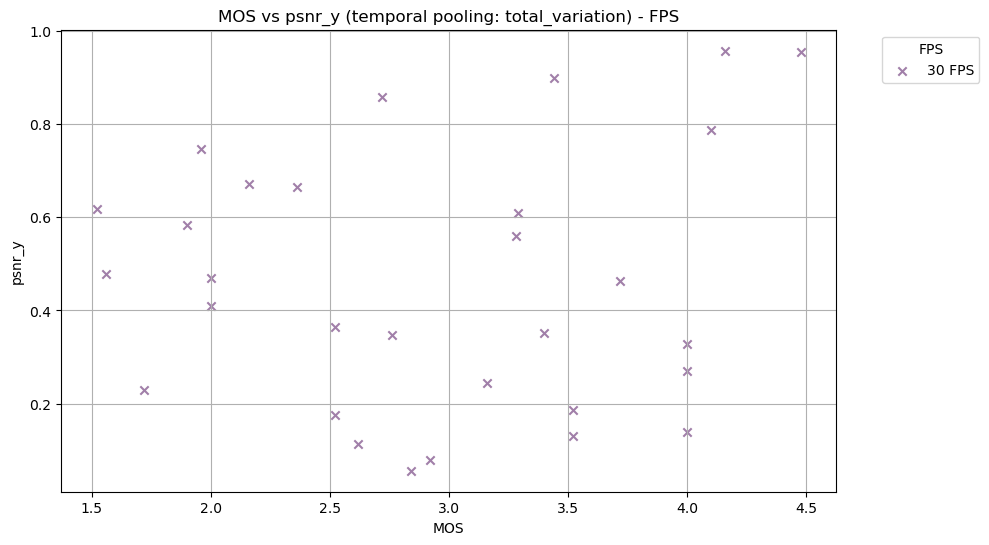 MOS vs psnr_y (temporal pooling: total_variation) - FPS
FPS
30 FPS
1.0
0.8
0.6
0.4
0.2
psnr_y
1.5 2.0 2.5 3.0 3.5 4.0 4.5
MOS